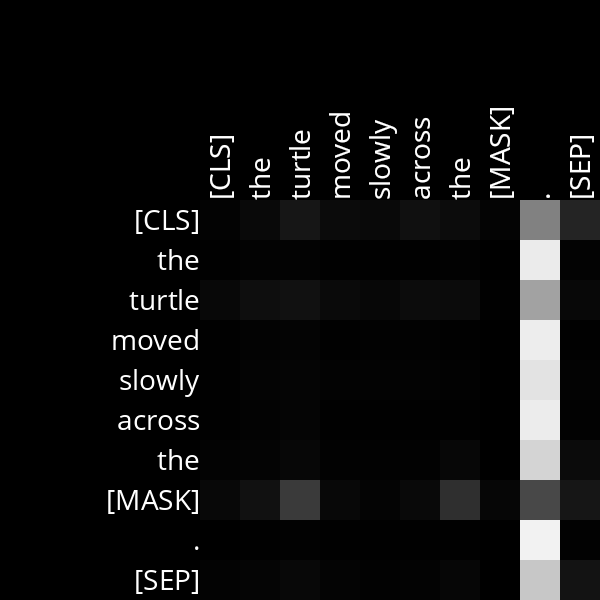 [CLS] the turtle moved slowly across the [MASK] . [SEP]
[CLS]
the
turtle
moved
slowly
across
the
[MASK]
.
[SEP]